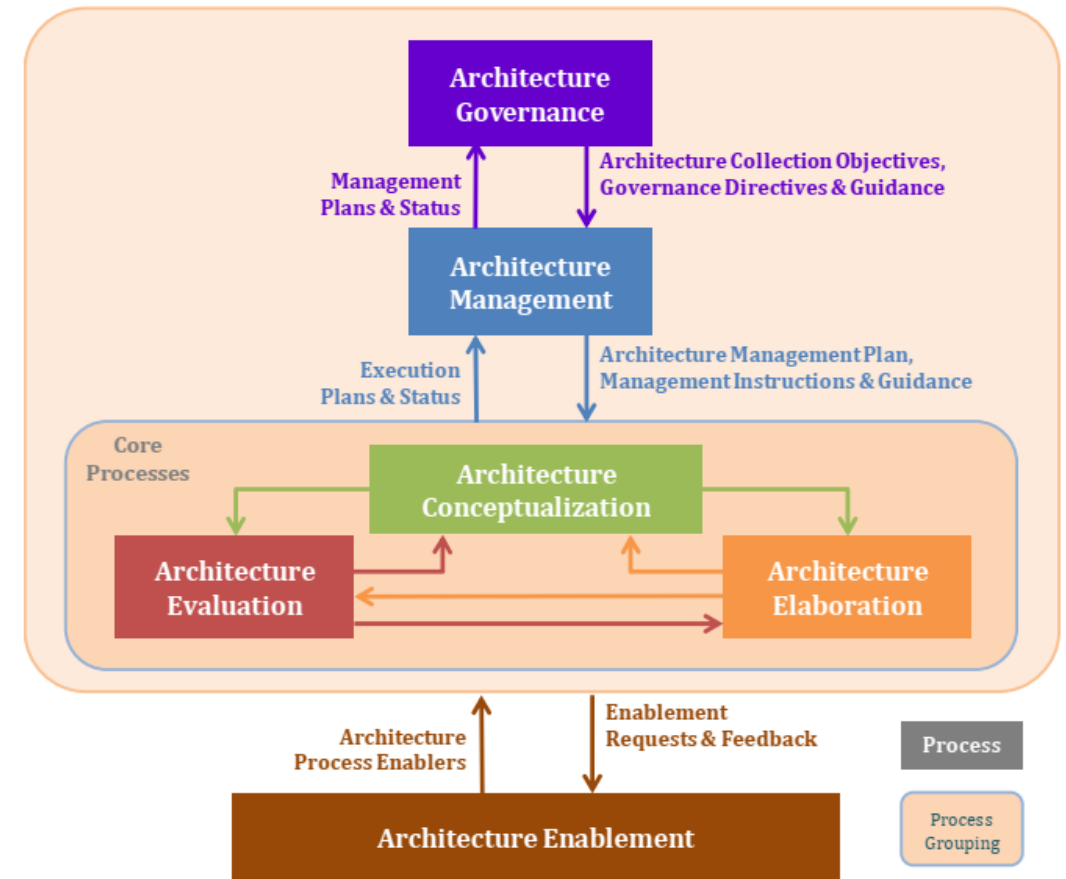 Architecture
Governance
Management
Plans & Status
Architecture Collection Objectives,
Governance Directives & Guidance
Architecture
Management
Execution
Plans & Status
Architecture Management Plan,
Management Instructions & Guidance
Core
Processes
Architecture
Conceptualization
Architecture
Evaluation
Architecture
Elaboration
Architecture
Process Enablers
Enablement
Requests & Feedback
Process
Process
Grouping
Architecture Enablement